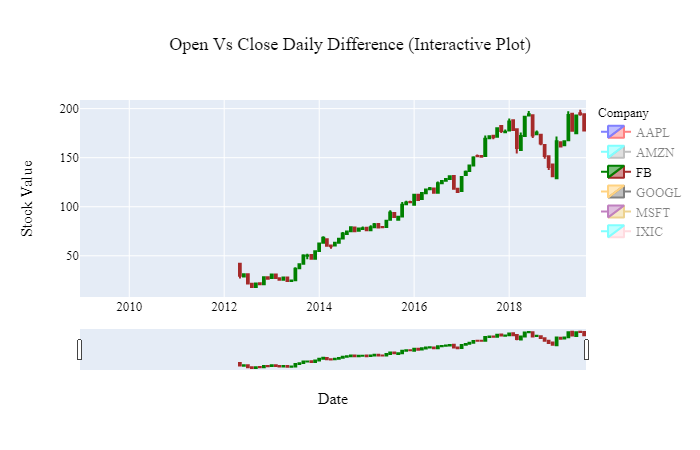 Open Vs Close Daily Difference (Interactive Plot)
Company
AAPL
AMZN
FB
GOOGL
MSFT
IXIC
Stock Value
200
150
100
50
2010
2012
2014
2016
2018
Date